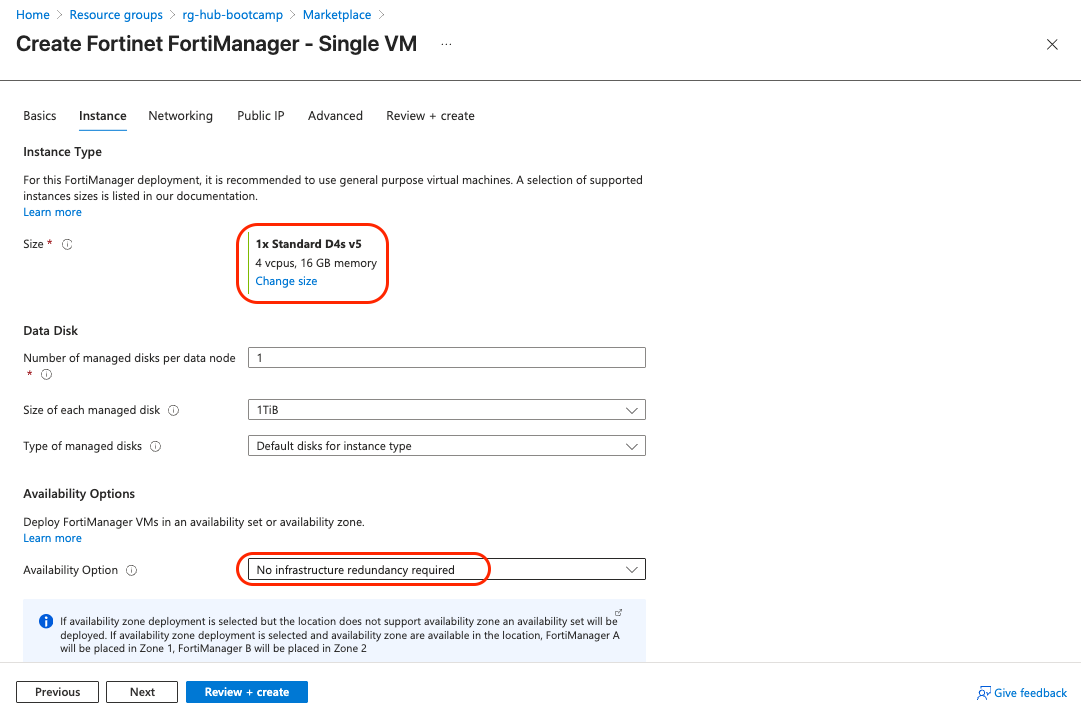 Home > Resource groups > rg-hub-bootcamp > Marketplace >
Create Fortinet FortiManager - Single VM ...
Basics Instance Networking Public IP Advanced Review + create
Instance Type
For this FortiManager deployment, it is recommended to use general purpose virtual machines. A selection of supported
instances sizes is listed in our documentation.
Learn more
Size *
1x Standard D4s v5
4 vcpus, 16 GB memory
Change size
Data Disk
Number of managed disks per data node
*
1
Size of each managed disk
1TiB
Type of managed disks
Default disks for instance type
Availability Options
Deploy FortiManager VMs in an availability set or availability zone.
Learn more
Availability Option
No infrastructure redundancy required
If availability zone deployment is selected but the location does not support availability zone an availability set will be
deployed. If availability zone deployment is selected and availability zone are available in the location, FortiManager A
will be placed in Zone 1, FortiManager B will be placed in Zone 2
Previous Next Review + create
Give feedback